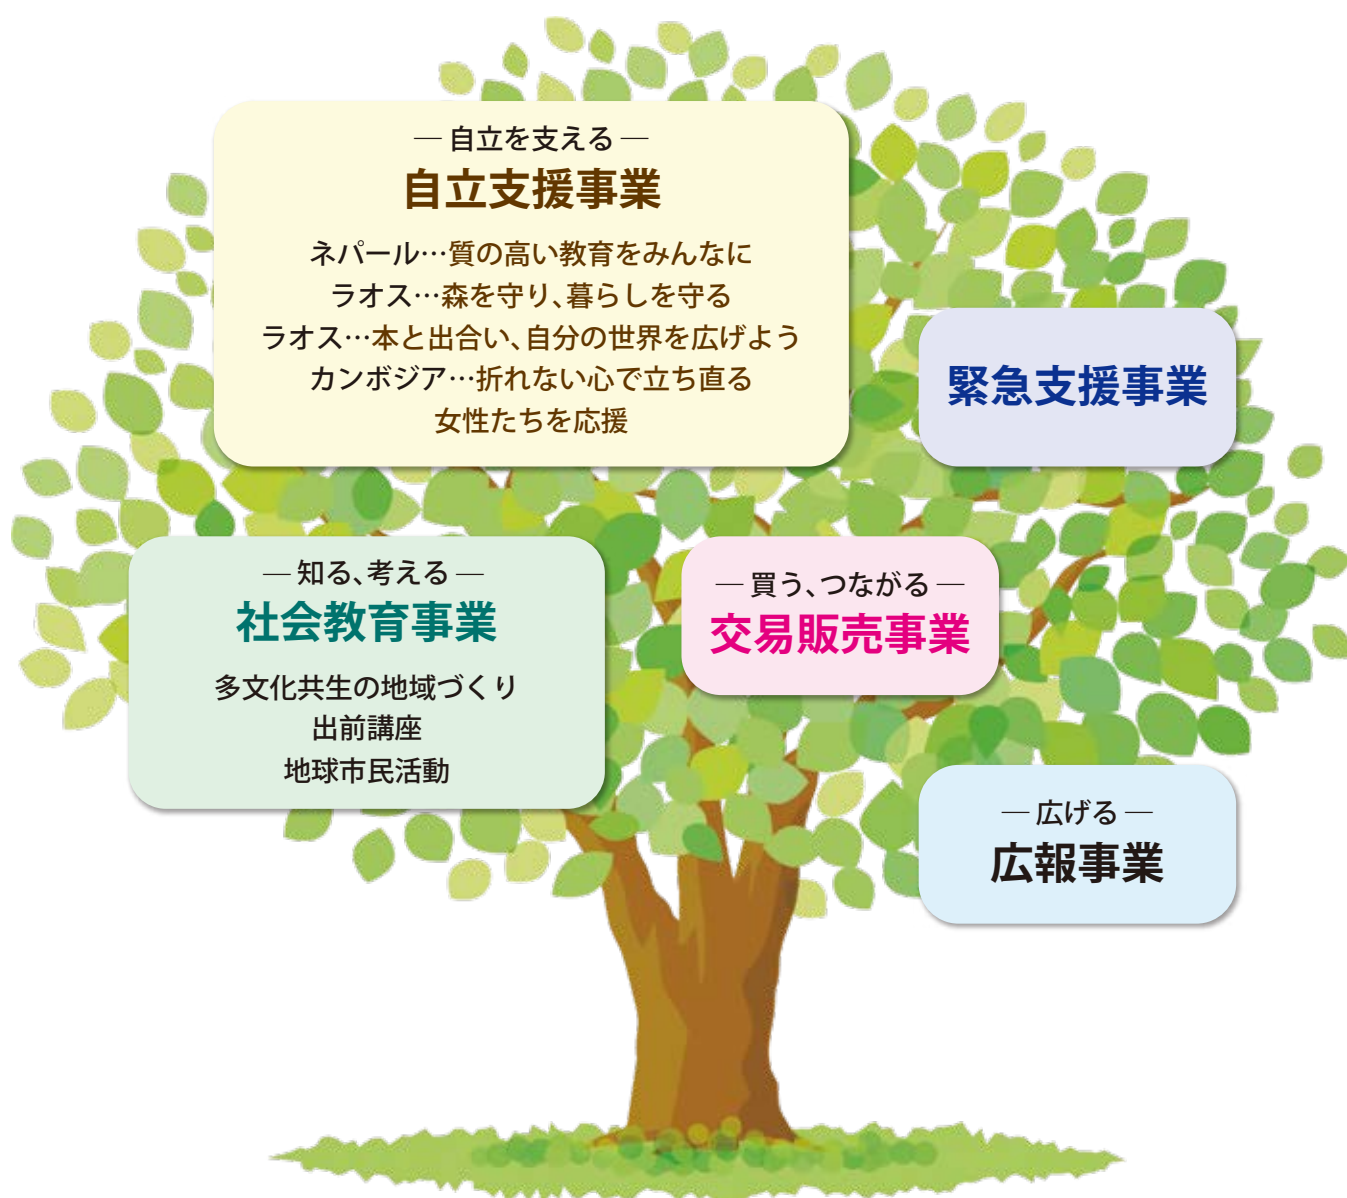 ― 自立を支える ―
自立支援事業
ネパール…質の高い教育をみんなに
ラオス…森を守り、暮らしを守る
ラオス…本と出合い、自分の世界を広げよう
カンボジア…折れない心で立ち直る
女性たちを応援
緊急支援事業
― 知る、考える ―
社会教育事業
多文化共生の地域づくり
出前講座
地球市民活動
― 買う、つながる ―
交易販売事業
― 広げる ―
広報事業